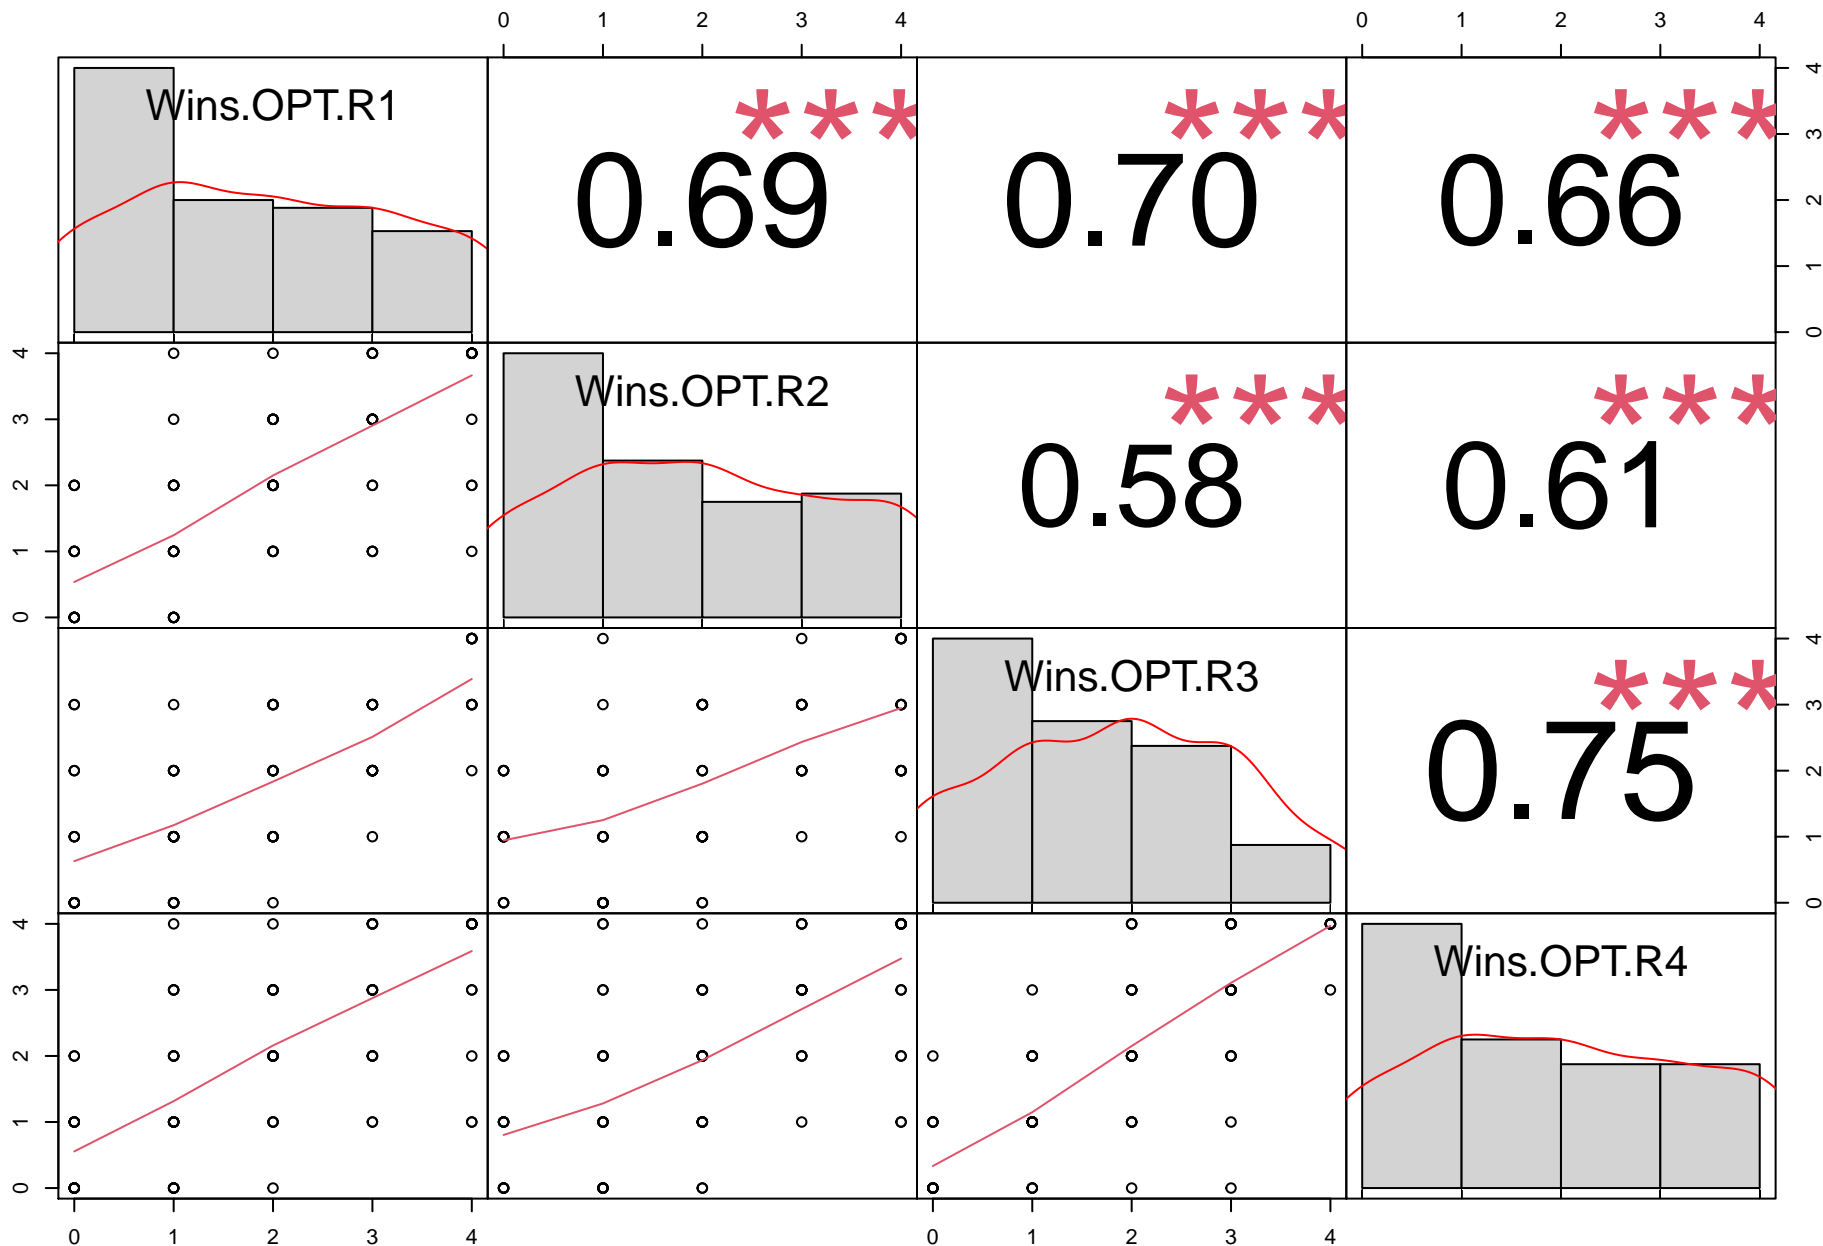 0 1 2 3 4 0 1 2 3 4
Wins.OPT.R1 0.69 *** 0.70 *** 0.66 *** 0 1 2 3 4
0 1 2 3 4 Wins.OPT.R2 0.58 *** 0.61 ***
Wins.OPT.R3 0.75 *** 0 1 2 3 4
0 1 2 3 4 Wins.OPT.R4
0 1 2 3 4 0 1 2 3 4